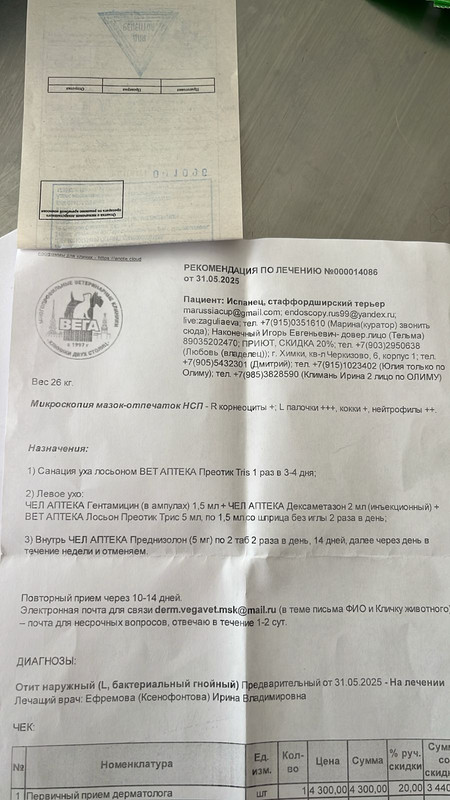 РЕКОМЕНДАЦИЯ ПО ЛЕЧЕНИЮ №000014086
от 31.05.2025
Пациент: Испанец, стаффордширский терьер
marussiacup@gmail.com; endoscopy.rus99@yandex.ru;
live:zaguliaeva; тел. +7(915)0351610 (Марина(куратор) звонить
сюда); Наконечный Игорь Евгеньевич- довер.лицо (Тельма)
89035202470; ПРИЮТ, СКИДКА 20%; тел. +7(903)2950638
(Любовь (владелец)); г. Химки, кв-л Черкизово, 6, корпус 1; тел.
+7(905)5432301 (Дмитрий); тел. +7(915)1023402 (Юлия только по
Олиму); тел. +7(985)3828590 (Климань Ирина 2 лицо по ОЛИМУ)
ВЕГА
с 1997 г
Вес 26 кг.
Микроскопия мазок-отпечаток НСП - R корнеоциты +; L палочки +++, кокки +, нейтрофилы ++.
Назначения:
1) Санация уха лосьоном ВЕТ АПТЕКА Преотик Tris 1 раз в 3-4 дня;
2) Левое ухо:
ЧЕЛ АПТЕКА Гентамицин (в ампулах) 1,5 мл + ЧЕЛ АПТЕКА Дексаметазон 2 мл (инъекционный) +
ВЕТ АПТЕКА Лосьон Преотик Трис 5 мл, по 1,5 мл со шприца без иглы 2 раза в день;
3) Внутрь ЧЕЛ АПТЕКА Преднизолон (5 мг) по 2 таб 2 раза в день, 14 дней, далее через день в
течение недели и отменяем.
Повторный прием через 10-14 дней.
Электронная почта для связи derm.vegavet.msk@mail.ru (в теме письма ФИО и Кличку животного)
– почта для несрочных вопросов, отвечаю в течение 1-2 сут.
ДИАГНОЗЫ:
Отит наружный (L, бактериальный гнойный) Предварительный от 31.05.2025 - На лечении
Лечащий врач: Ефремова (Ксенофонтова) Ирина Владимировна
ЧЕК:
№ Номенклатура Ед. изм. Кол-во Цена Сумма % руч. скидки Сумм со скидк
1 Первичный прием дерматолога шт 1 4 300,00 4 300,00 20,00 3 440